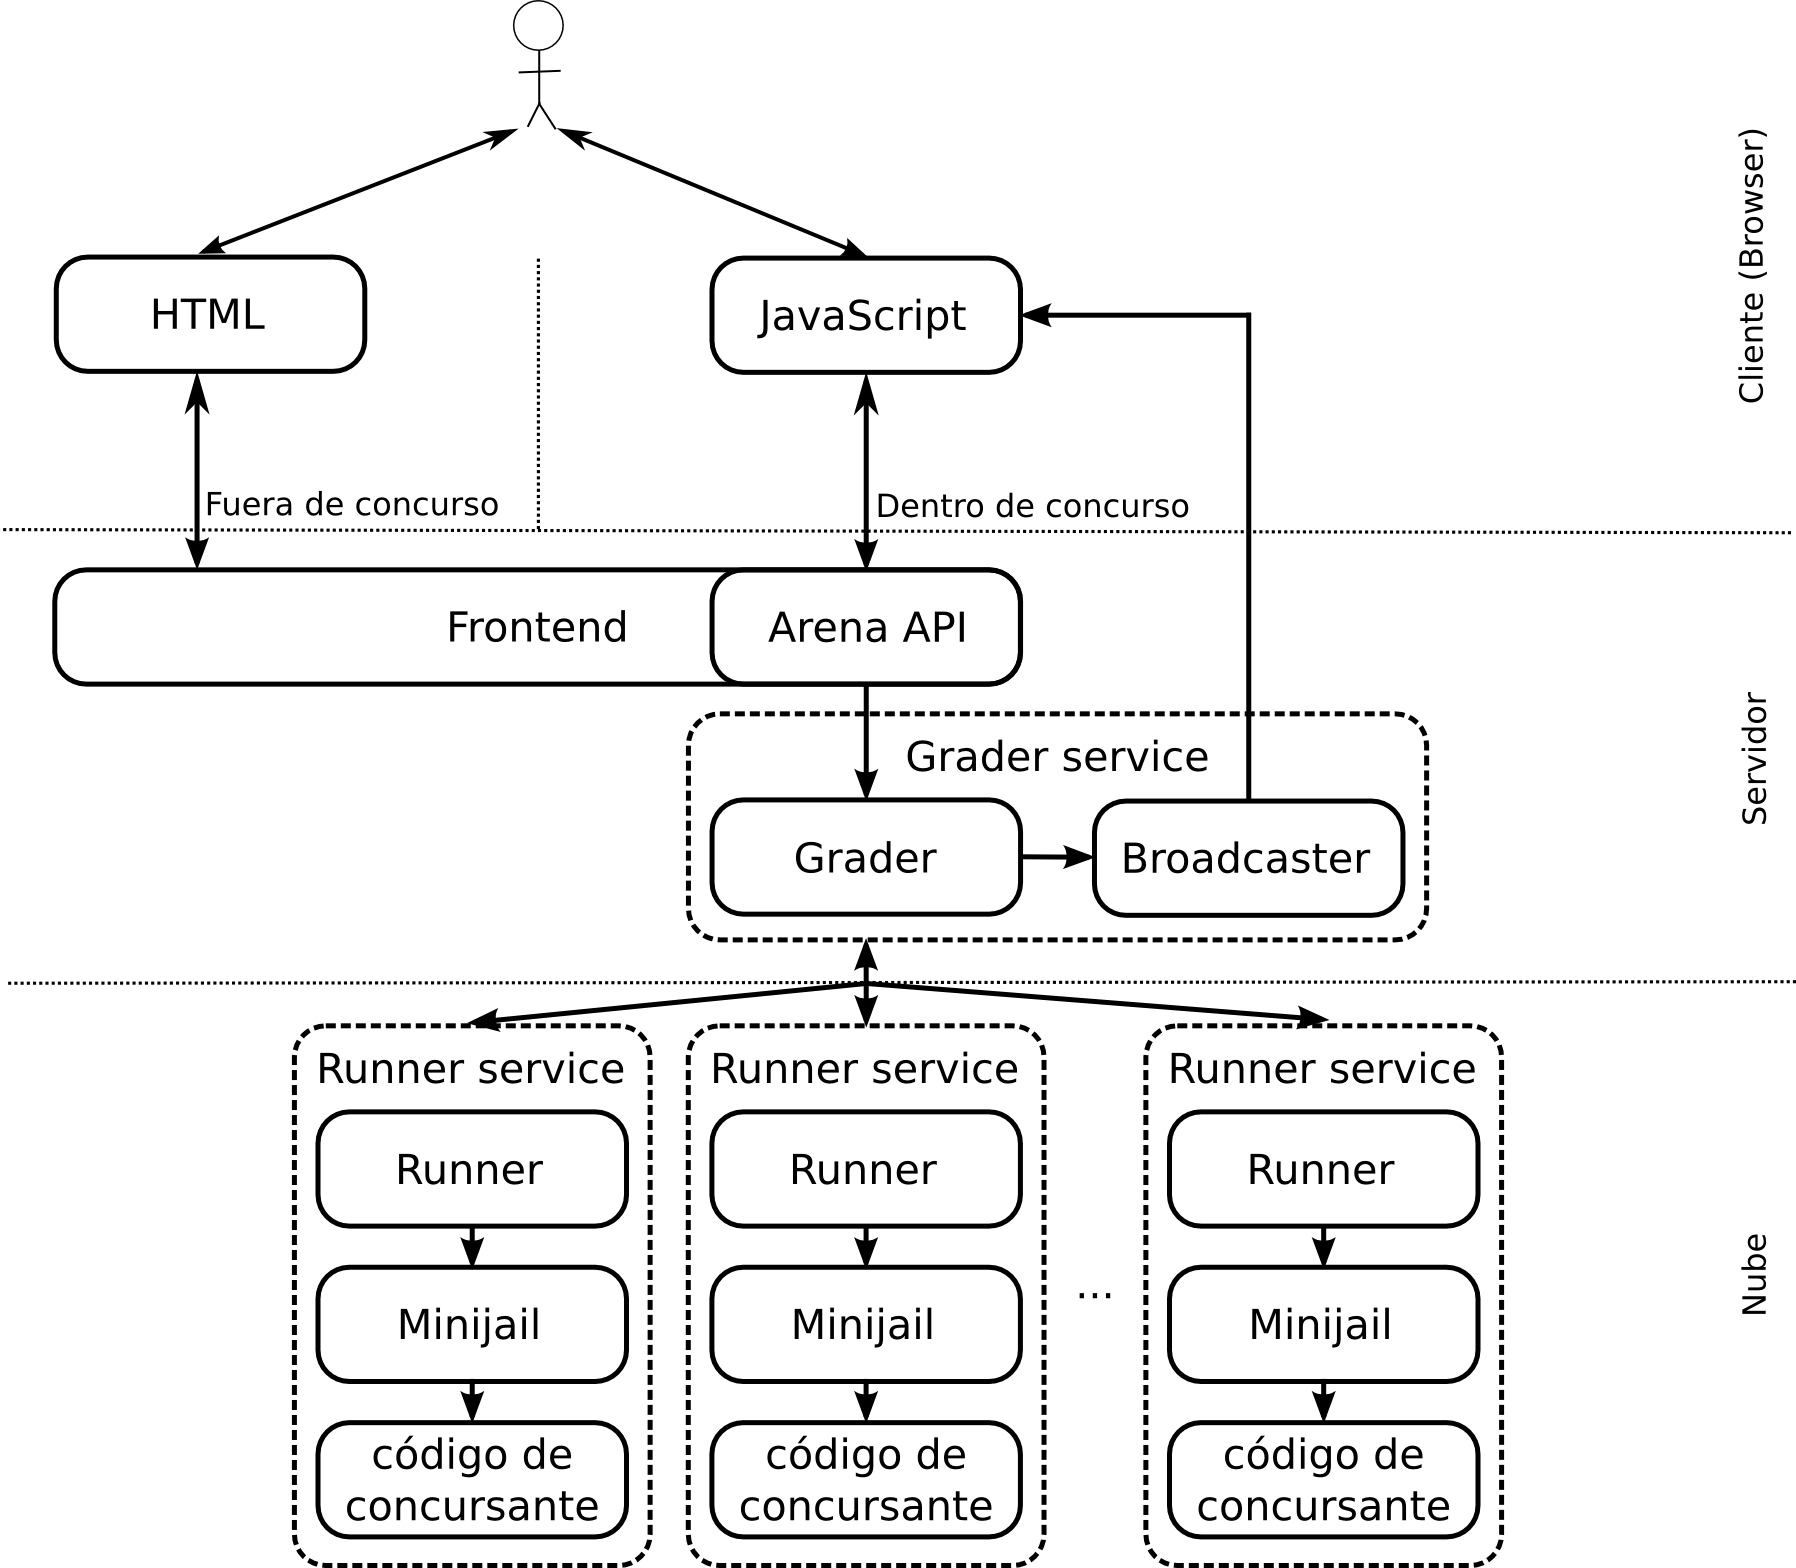 Cliente (Browser)
HTML
JavaScript
Fuera de concurso
Dentro de concurso
Frontend
Arena API
Servidor
Grader service
Grader
Broadcaster
Nube
Runner service
Runner service
Runner service
Runner
Runner
Runner
Minijail
Minijail
...
Minijail
código de
concursante
código de
concursante
código de
concursante